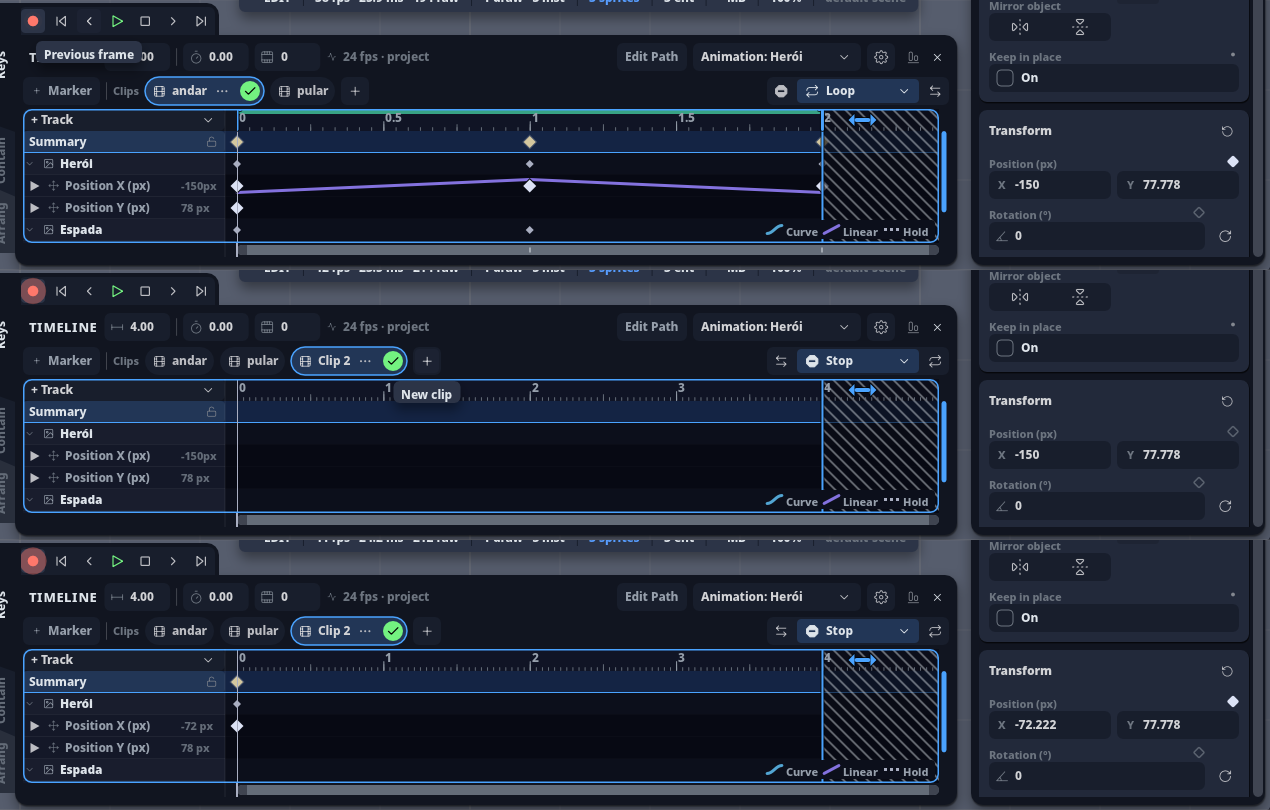 Previous frame
0.00
0
24 fps · project
Edit Path
Animation: Herói
+ Marker
Clips
andar ···
pular
+
Loop
+ Track
0 0.5 1 1.5 2
Summary
Herói
Position X (px) -150px
Position Y (px) 78 px
Espada
Curve Linear Hold
Keys
Mirror object
Keep in place
On
Transform
Position (px)
X -150
Y 77.778
Rotation (°)
0
TIMELINE
4.00
0.00
0
24 fps · project
Edit Path
Animation: Herói
+ Marker
Clips
andar
pular
Clip 2 ···
+
Stop
New clip
+ Track
0 1 2 3 4
Summary
Herói
Position X (px) -150px
Position Y (px) 78 px
Espada
Curve Linear Hold
Keys
Mirror object
Keep in place
On
Transform
Position (px)
X -150
Y 77.778
Rotation (°)
0
TIMELINE
4.00
0.00
0
24 fps · project
Edit Path
Animation: Herói
+ Marker
Clips
andar
pular
Clip 2 ···
+
Stop
+ Track
0 1 2 3 4
Summary
Herói
Position X (px) -72 px
Position Y (px) 78 px
Espada
Curve Linear Hold
Keys
Mirror object
Keep in place
On
Transform
Position (px)
X -72.222
Y 77.778
Rotation (°)
0